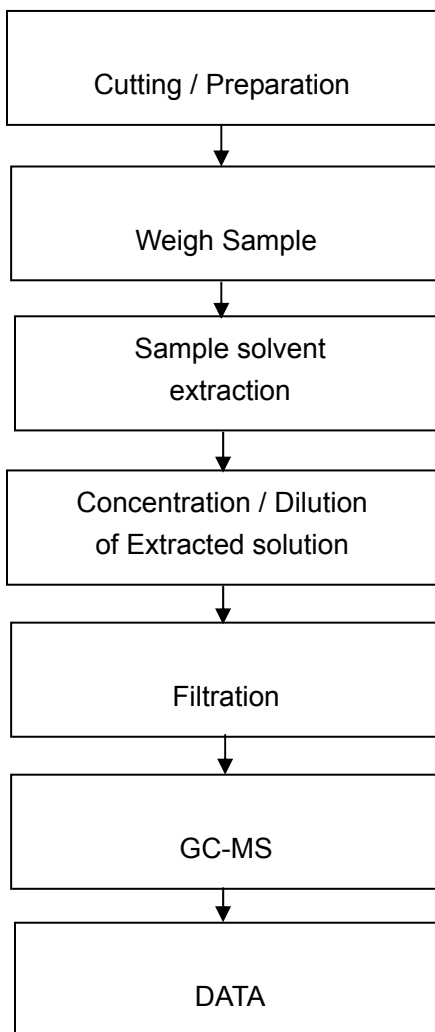 Cutting / Preparation
Weigh Sample
Sample solvent
extraction
Concentration / Dilution
of Extracted solution
Filtration
GC-MS
DATA